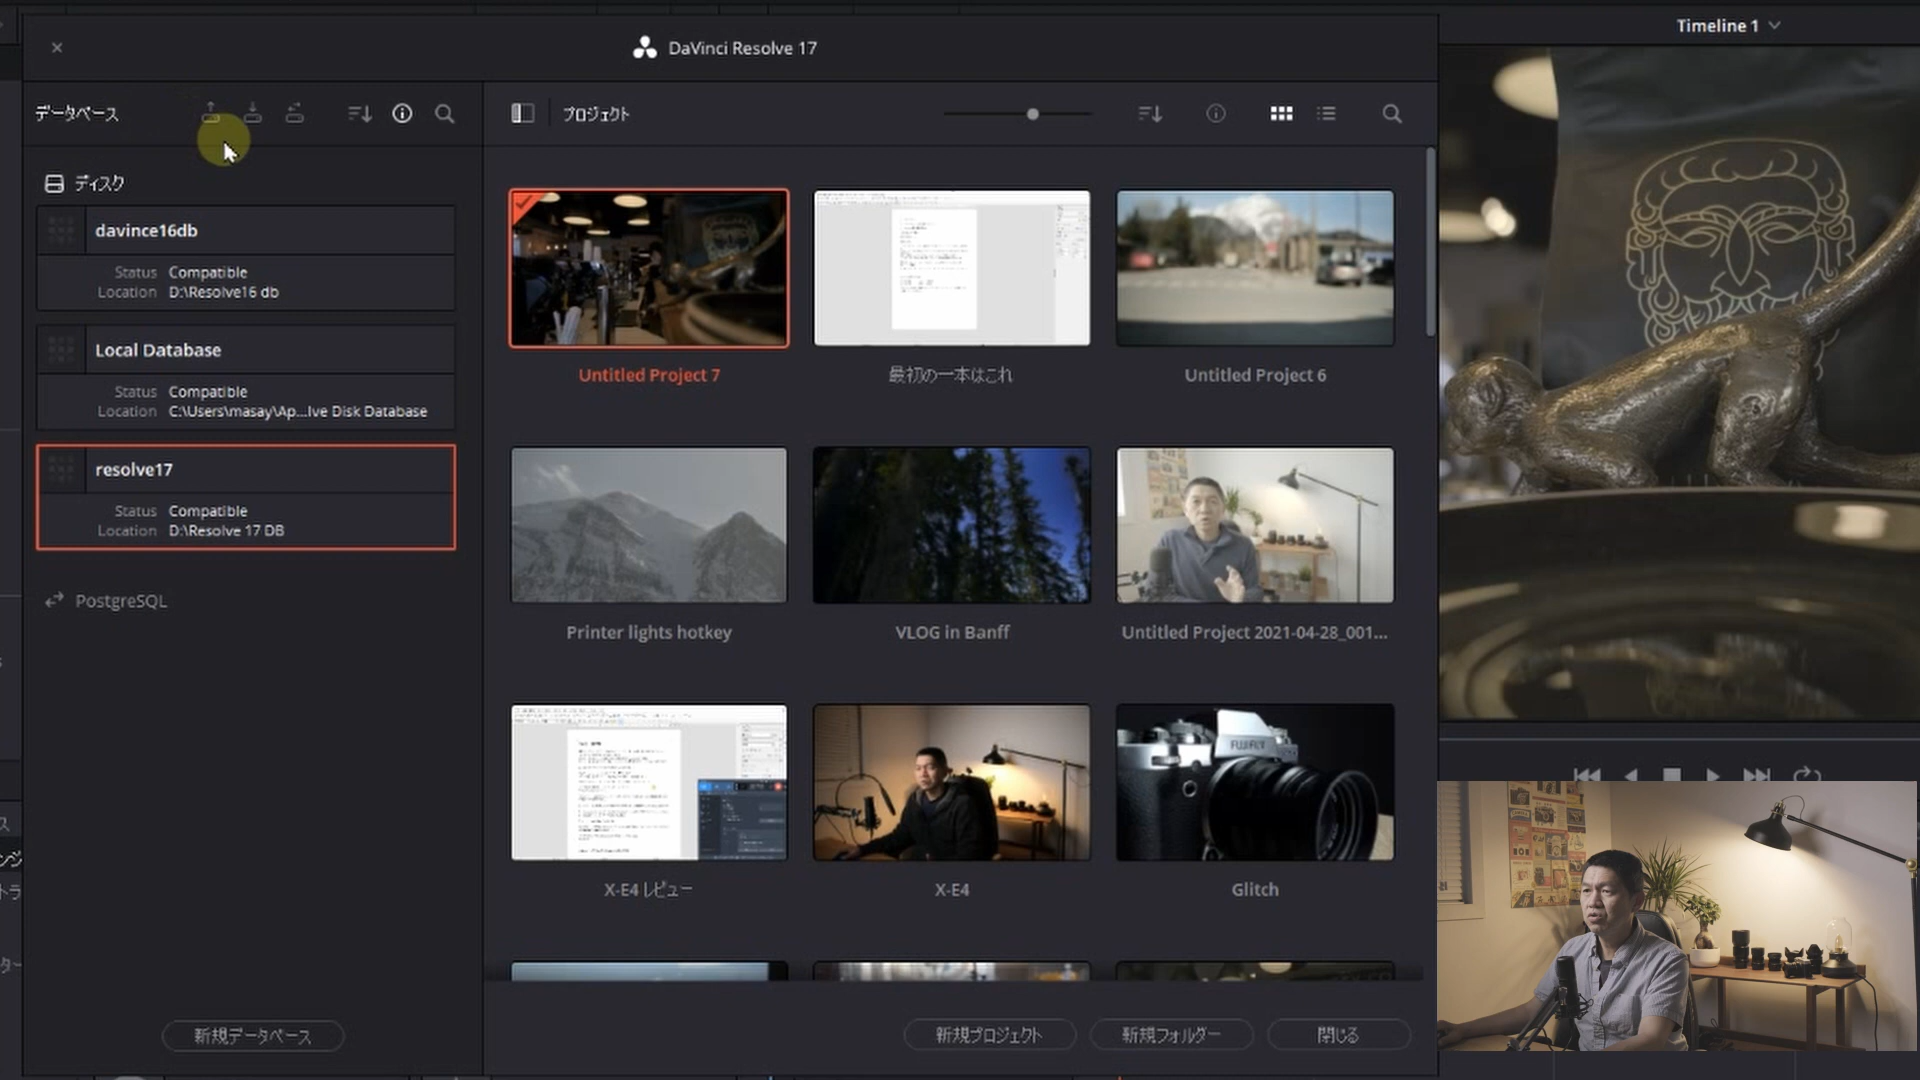 Timeline 1
DaVinci Resolve 17
データベース
プロジェクト
ディスク
davince16db
Status Compatible
Location D:\Resolve16 db
Local Database
Status Compatible
Location C:\Users\masay\Ap...lve Disk Database
resolve17
Status Compatible
Location D:\Resolve 17 DB
PostgreSQL
Untitled Project 7
最初の一本はこれ
Untitled Project 6
Printer lights hotkey
VLOG in Banff
Untitled Project 2021-04-28_001...
FUJIFILM
X-E4 レビュー
X-E4
Glitch
新規データベース
新規プロジェクト
新規フォルダー
閉じる